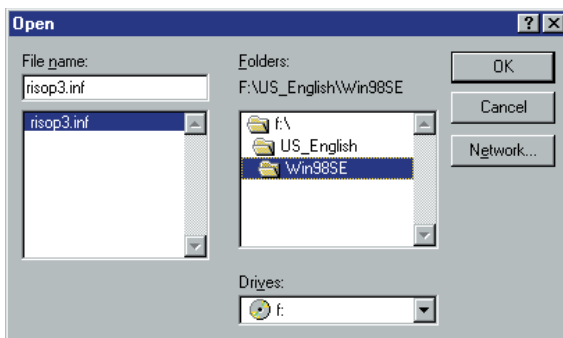 Open
File name:
risop3.inf
risop3.inf
Folders:
F:\US_English\Win98SE
f:\
US_English
Win98SE
Drives:
f:
OK
Cancel
Network...